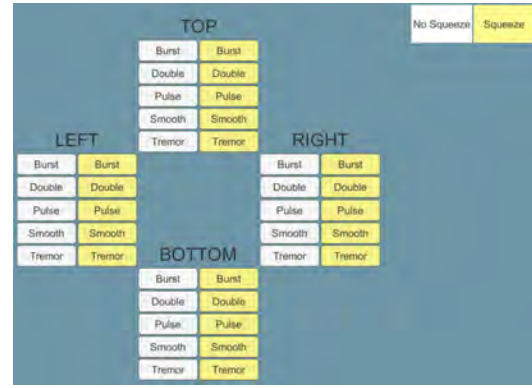 TOP
No Squeeze Squeeze
Burst Burst
Double Double
Pulse Pulse
Smooth Smooth
Tremor Tremor
LEFT
Burst Burst
Double Double
Pulse Pulse
Smooth Smooth
Tremor Tremor
RIGHT
Burst Burst
Double Double
Pulse Pulse
Smooth Smooth
Tremor Tremor
BOTTOM
Burst Burst
Double Double
Pulse Pulse
Smooth Smooth
Tremor Tremor